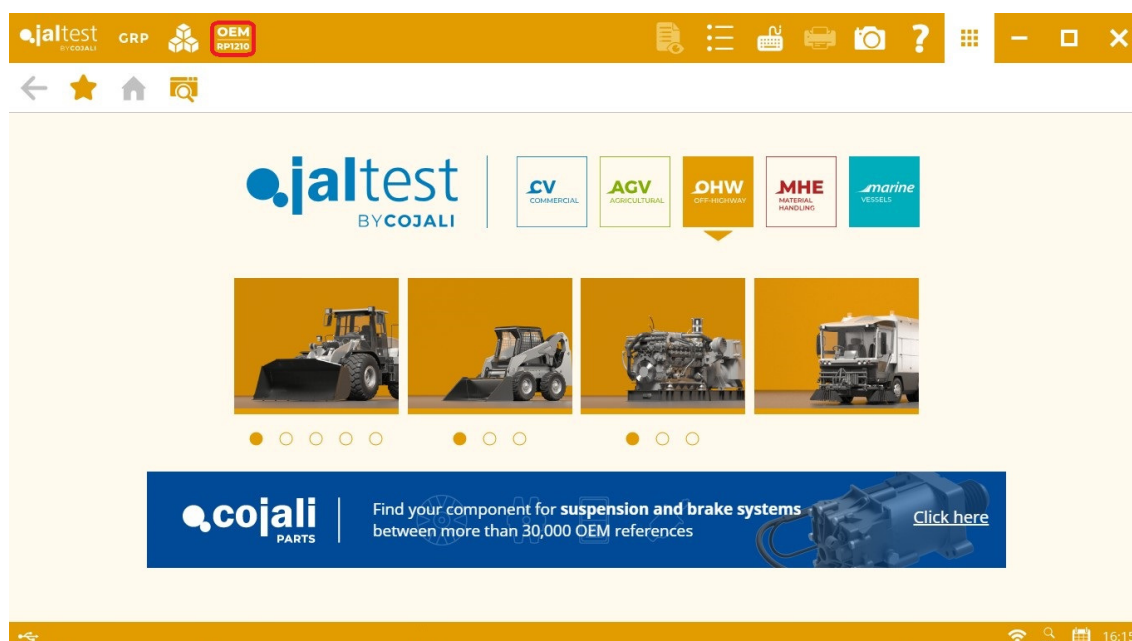 jaltest
BYCOJALI
GRP
OEM
RP1210
?
jaltest
BYCOJALI
CV
COMMERCIAL
AGV
AGRICULTURAL
OHW
OFF-HIGHWAY
MHE
MATERIAL
HANDLING
marine
VESSELS
cojali
PARTS
Find your component for suspension and brake systems
between more than 30,000 OEM references
Click here
16:15